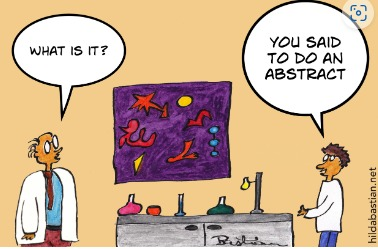 WHAT IS IT?
YOU SAID
TO DO AN
ABSTRACT
hildabastian.net